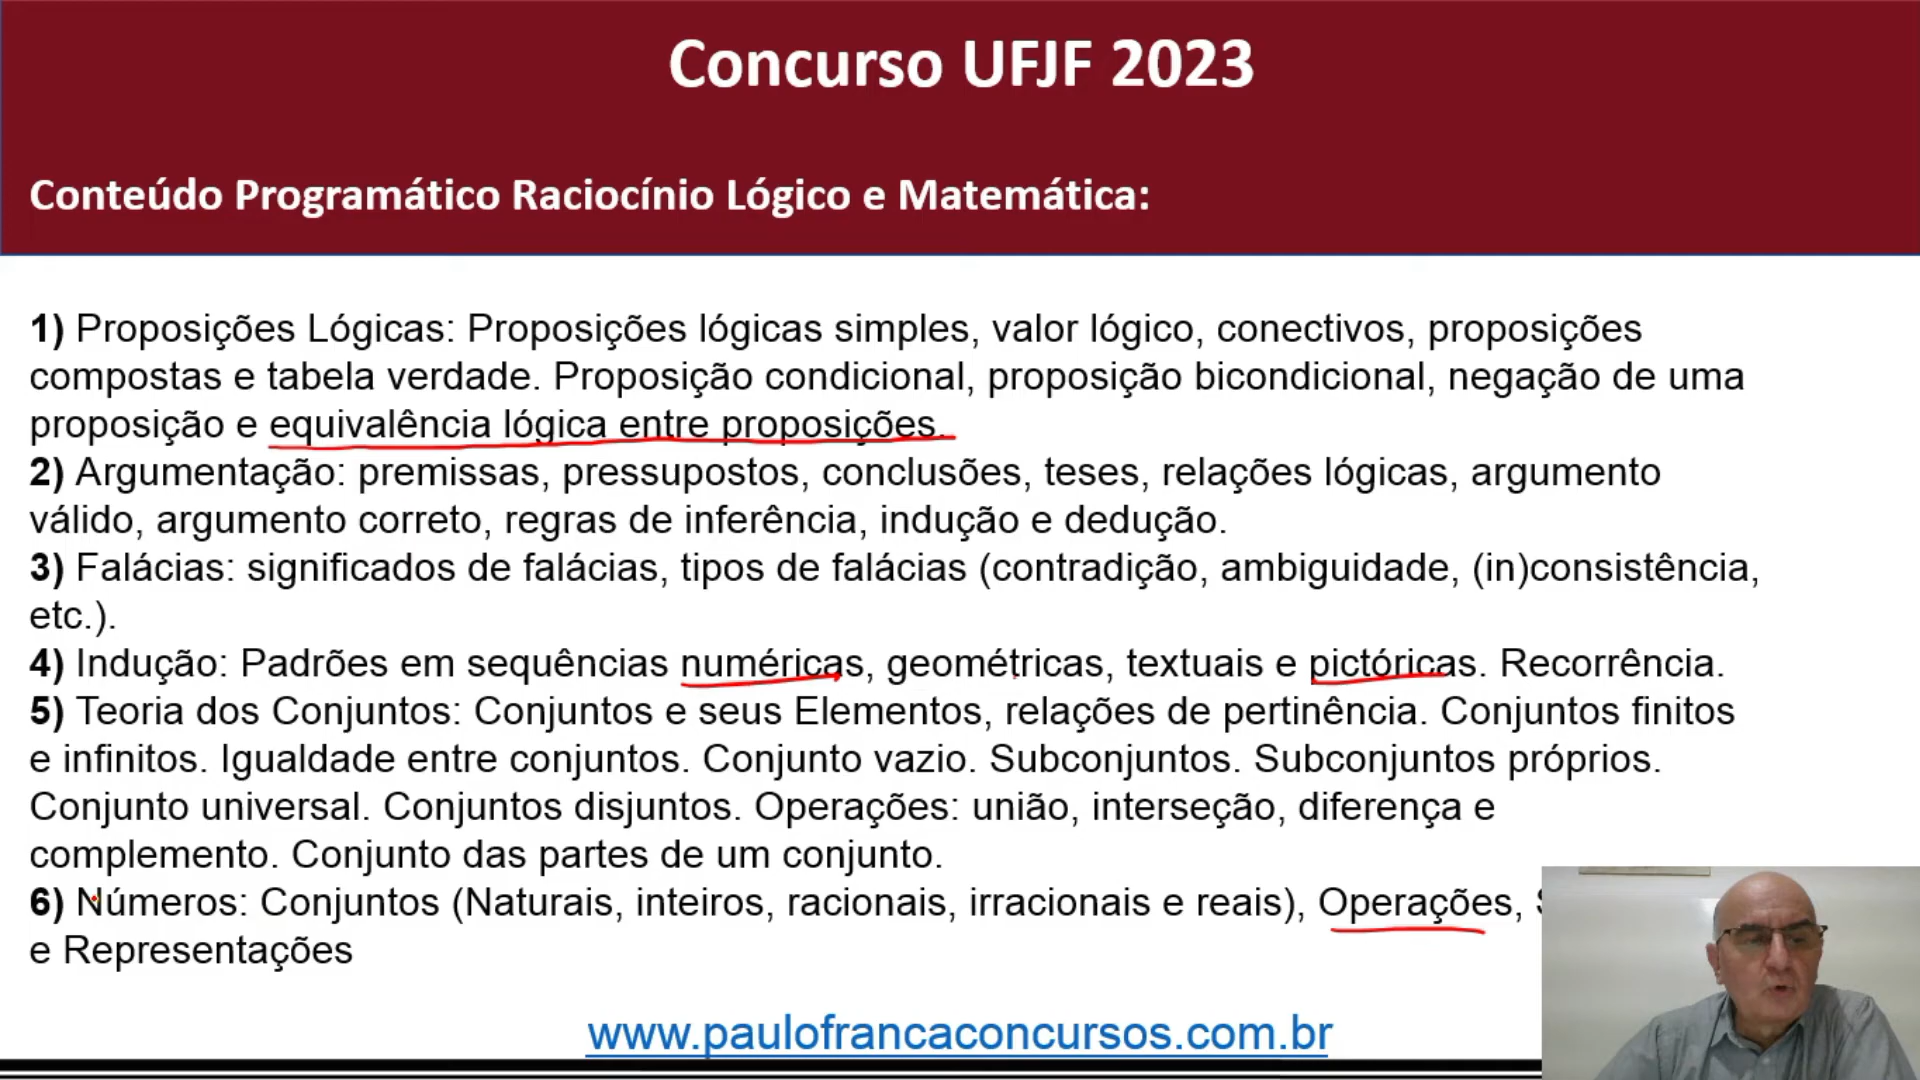 Concurso UFJF 2023
Conteúdo Programático Raciocínio Lógico e Matemática:
1) Proposições Lógicas: Proposições lógicas simples, valor lógico, conectivos, proposições
compostas e tabela verdade. Proposição condicional, proposição bicondicional, negação de uma
proposição e equivalência lógica entre proposições.
2) Argumentação: premissas, pressupostos, conclusões, teses, relações lógicas, argumento
válido, argumento correto, regras de inferência, indução e dedução.
3) Falácias: significados de falácias, tipos de falácias (contradição, ambiguidade, (in)consistência,
etc.).
4) Indução: Padrões em sequências numéricas, geométricas, textuais e pictóricas. Recorrência.
5) Teoria dos Conjuntos: Conjuntos e seus Elementos, relações de pertinência. Conjuntos finitos
e infinitos. Igualdade entre conjuntos. Conjunto vazio. Subconjuntos. Subconjuntos próprios.
Conjunto universal. Conjuntos disjuntos. Operações: união, interseção, diferença e
complemento. Conjunto das partes de um conjunto.
6) Números: Conjuntos (Naturais, inteiros, racionais, irracionais e reais), Operações,
e Representações
www.paulofrancaconcursos.com.br